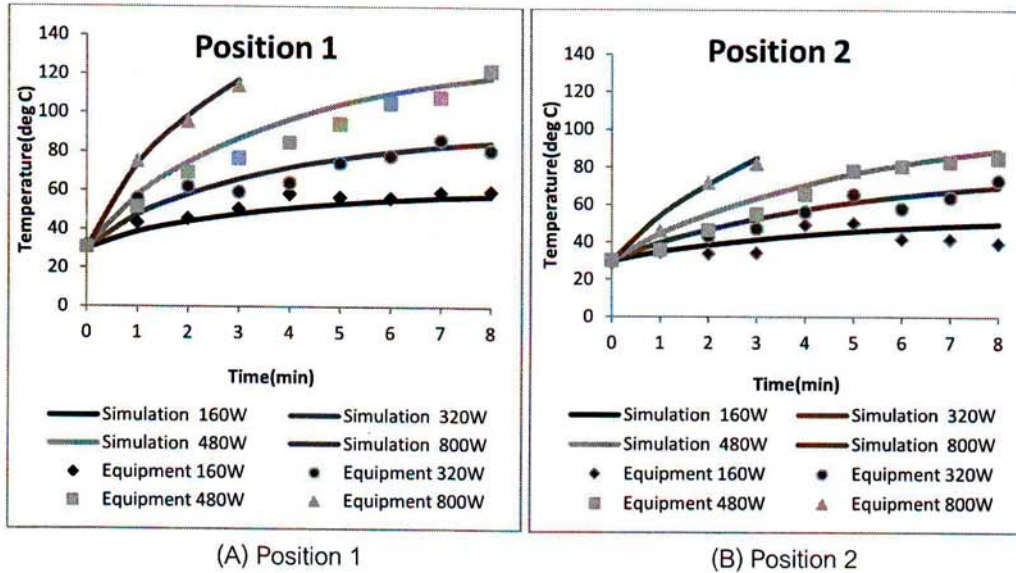 Position 1
Temperature(deg C)
140
120
100
80
60
40
20
0
0 1 2 3 4 5 6 7 8
Time(min)
Simulation 160W
Simulation 320W
Simulation 480W
Simulation 800W
Equipment 160W
Equipment 320W
Equipment 480W
Equipment 800W
(A) Position 1
Position 2
Temperature(deg C)
140
120
100
80
60
40
20
0
0 1 2 3 4 5 6 7 8
Time(min)
Simulation 160W
Simulation 320W
Simulation 480W
Simulation 800W
Equipment 160W
Equipment 320W
Equipment 480W
Equipment 800W
(B) Position 2